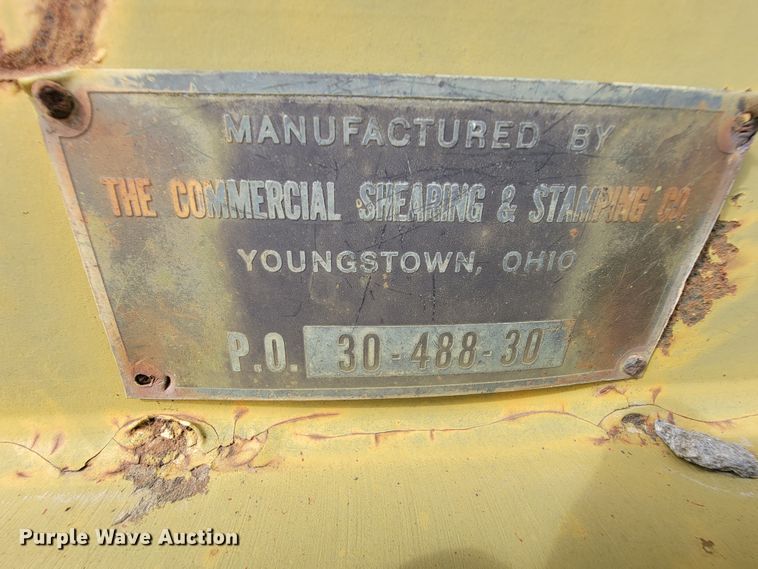 MANUFACTURED BY
THE COMMERCIAL SHEARING & STAMPING CO.
YOUNGSTOWN, OHIO
P.O. 30-488-30
Purple Wave Auction